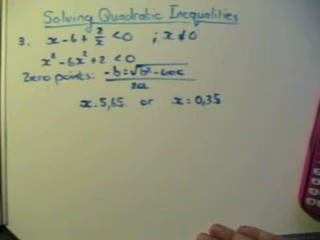 Solving Quadratic Inequalities
3. x - 6 + 2/x < 0 ; x ≠ 0
x² - 6x² + 2 < 0
Zero points: -b ± √b² - 4ac / 2a
x = 5,65 or x = 0,35